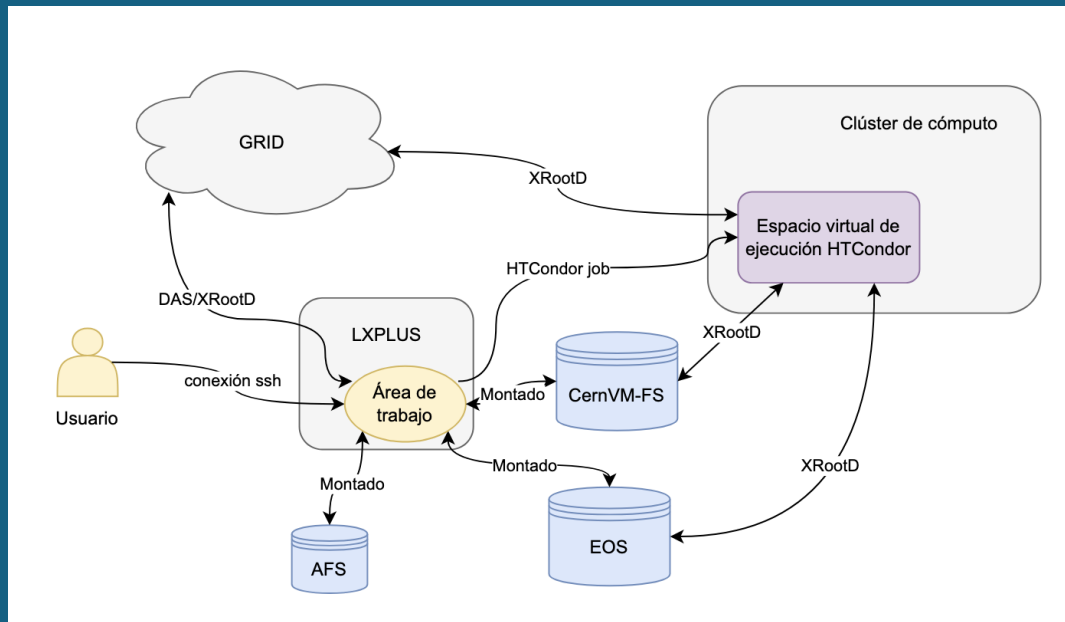 GRID
Clúster de cómputo
XRootD
Espacio virtual de
ejecución HTCondor
HTCondor job
DAS/XRootD
LXPLUS
XRootD
conexión ssh
Usuario
Área de
trabajo
Montado
CernVM-FS
Montado
XRootD
Montado
EOS
AFS